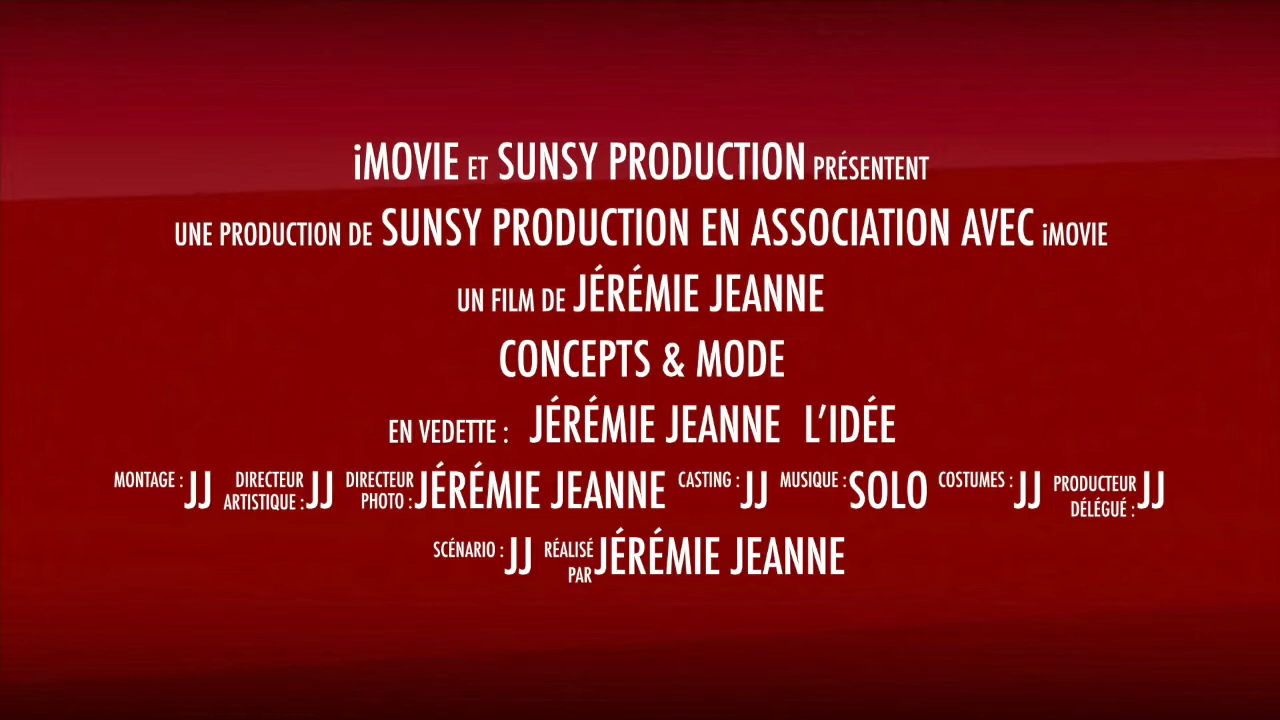 iMOVIE ET SUNSY PRODUCTION PRÉSENTENT
UNE PRODUCTION DE SUNSY PRODUCTION EN ASSOCIATION AVEC iMOVIE
UN FILM DE JÉRÉMIE JEANNE
CONCEPTS & MODE
EN VEDETTE : JÉRÉMIE JEANNE L’IDÉE
MONTAGE : JJ DIRECTEUR ARTISTIQUE : JJ DIRECTEUR PHOTO : JÉRÉMIE JEANNE CASTING : JJ MUSIQUE : SOLO COSTUMES : JJ PRODUCTEUR DÉLÉGUÉ : JJ
SCÉNARIO : JJ RÉALISÉ PAR JÉRÉMIE JEANNE